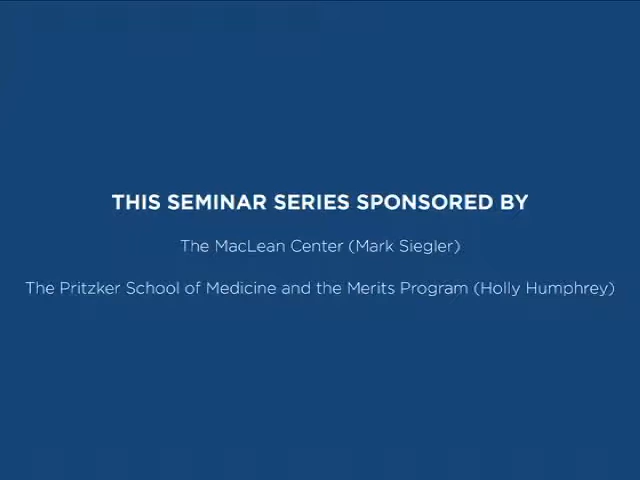 THIS SEMINAR SERIES SPONSORED BY
The MacLean Center (Mark Siegler)
The Pritzker School of Medicine and the Merits Program (Holly Humphrey)